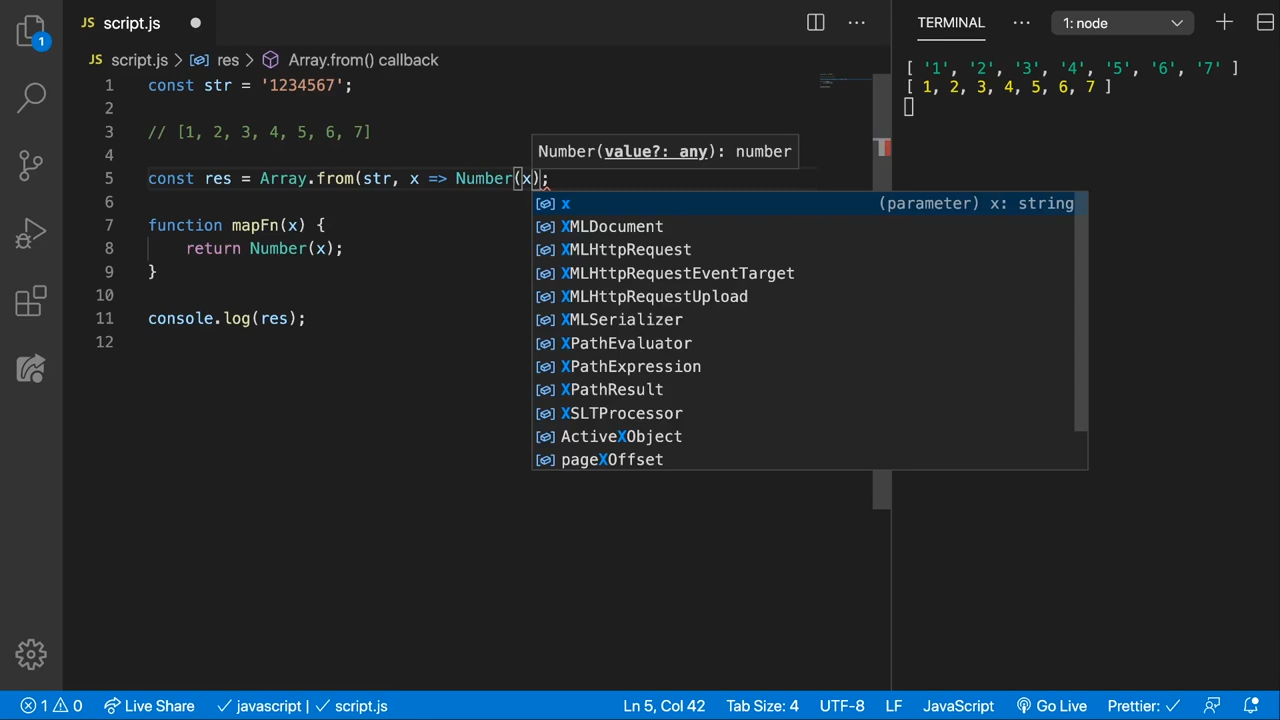 JS script.js
TERMINAL
1: node
1
JS script.js > res > Array.from() callback
1 const str = '1234567';
2
3 // [1, 2, 3, 4, 5, 6, 7]
4
5 const res = Array.from(str, x => Number(x);
6
7 function mapFn(x) {
8 return Number(x);
9 }
10
11 console.log(res);
12
Number(value?: any): number
x (parameter) x: string
XMLDocument
XMLHttpRequest
XMLHttpRequestEventTarget
XMLHttpRequestUpload
XMLSerializer
XPathEvaluator
XPathExpression
XPathResult
XSLTProcessor
ActiveXObject
pageXOffset
[ '1', '2', '3', '4', '5', '6', '7' ]
[ 1, 2, 3, 4, 5, 6, 7 ]
1 0 Live Share javascript | script.js Ln 5, Col 42 Tab Size: 4 UTF-8 LF JavaScript Go Live Prettier: